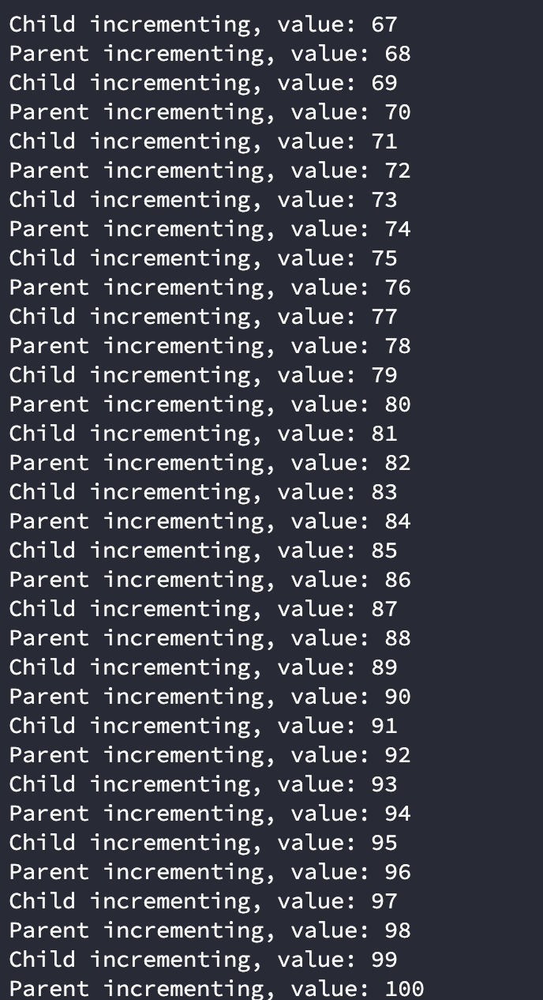 Child incrementing, value: 67
Parent incrementing, value: 68
Child incrementing, value: 69
Parent incrementing, value: 70
Child incrementing, value: 71
Parent incrementing, value: 72
Child incrementing, value: 73
Parent incrementing, value: 74
Child incrementing, value: 75
Parent incrementing, value: 76
Child incrementing, value: 77
Parent incrementing, value: 78
Child incrementing, value: 79
Parent incrementing, value: 80
Child incrementing, value: 81
Parent incrementing, value: 82
Child incrementing, value: 83
Parent incrementing, value: 84
Child incrementing, value: 85
Parent incrementing, value: 86
Child incrementing, value: 87
Parent incrementing, value: 88
Child incrementing, value: 89
Parent incrementing, value: 90
Child incrementing, value: 91
Parent incrementing, value: 92
Child incrementing, value: 93
Parent incrementing, value: 94
Child incrementing, value: 95
Parent incrementing, value: 96
Child incrementing, value: 97
Parent incrementing, value: 98
Child incrementing, value: 99
Parent incrementing, value: 100